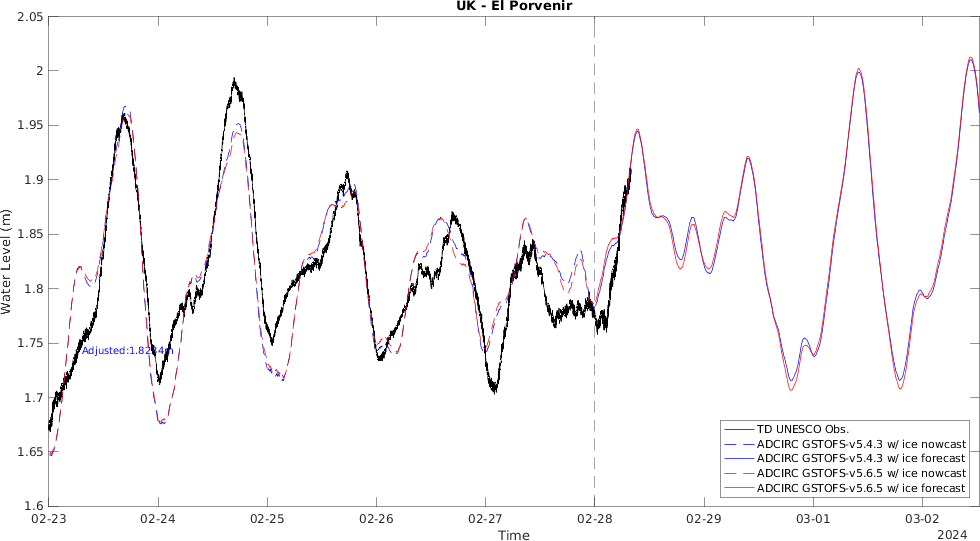 UK - El Porvenir
2.05
2
1.95
1.9
1.85
1.8
1.75
1.7
1.65
1.6
Water Level (m)
02-23 02-24 02-25 02-26 02-27 02-28 02-29 03-01 03-02
Time
2024
TD UNESCO Obs.
ADCIRC GSTOFS-v5.4.3 w/ ice nowcast
ADCIRC GSTOFS-v5.4.3 w/ ice forecast
ADCIRC GSTOFS-v5.6.5 w/ ice nowcast
ADCIRC GSTOFS-v5.6.5 w/ ice forecast